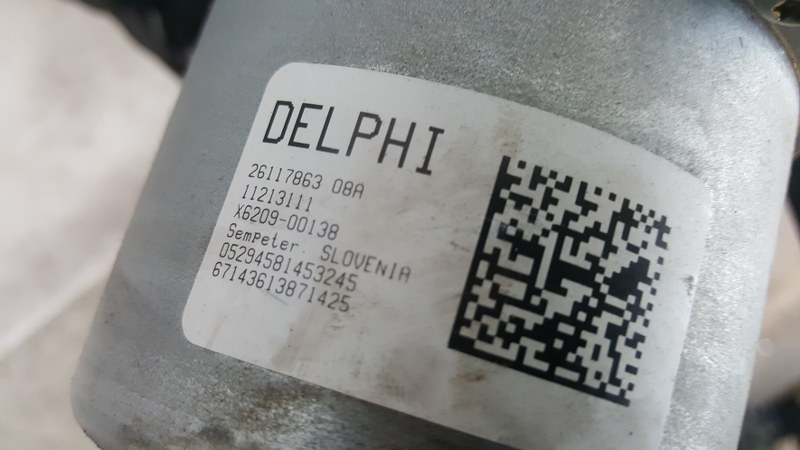 DELPHI
26117863 08A
11213111
X6209-00138
SemPeter, SLOVENIA
05294581453245
67143613871425